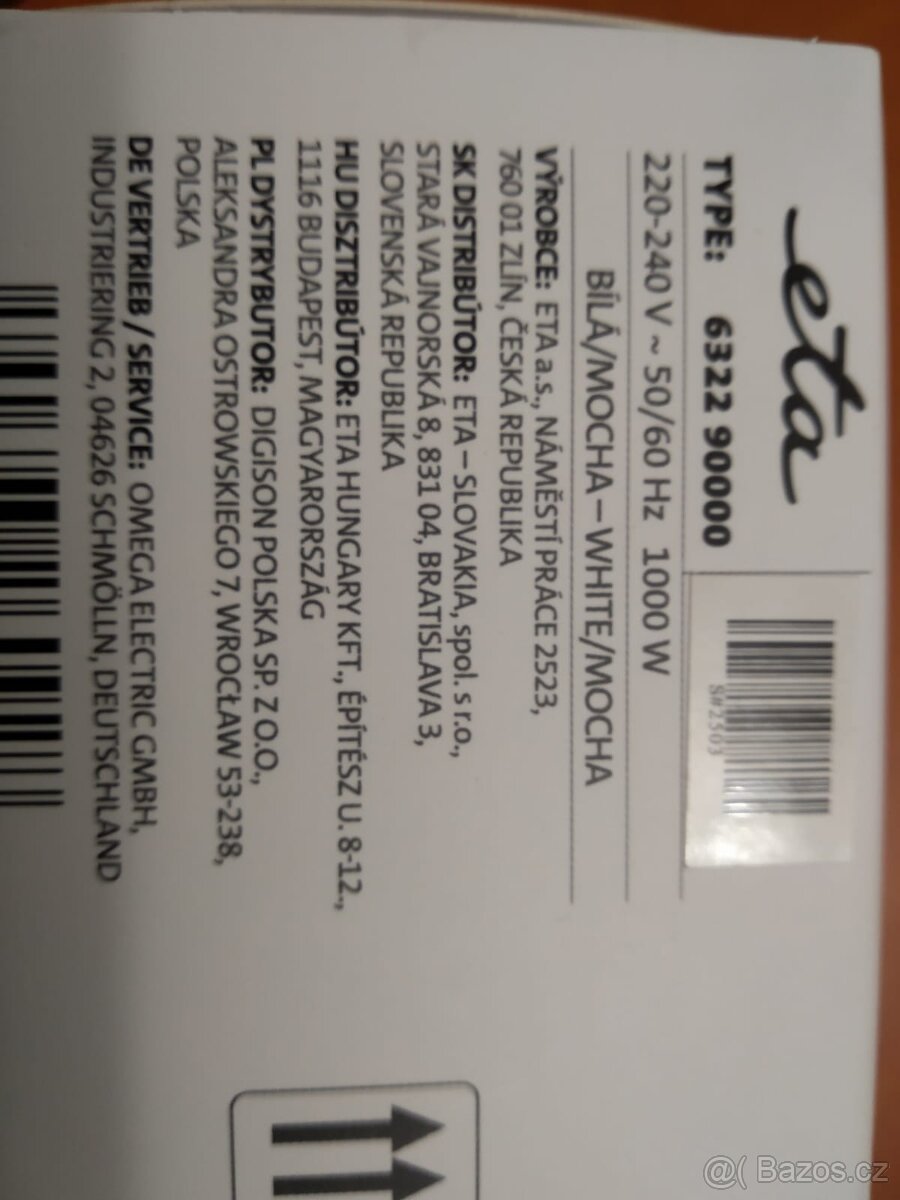 eta
TYPE: 6322 90000
220-240 V ~ 50/60 Hz 1000 W
BÍLÁ/MOCHA – WHITE/MOCHA
VÝROBCE: ETA a.s., NÁMĚSTÍ PRÁCE 2523,
760 01 ZLÍN, ČESKÁ REPUBLIKA
SK DISTRIBÚTOR: ETA – SLOVAKIA, spol. s r.o.,
STARÁ VAJNORSKÁ 8, 831 04, BRATISLAVA 3,
SLOVENSKÁ REPUBLIKA
HU DISZTRIBÚTOR: ETA HUNGARY KFT., ÉPÍTÉSZ U. 8-12.,
1116 BUDAPEST, MAGYARORSZÁG
PL DYSTRYBUTOR: DIGISON POLSKA SP. Z O.O.,
ALEKSANDRA OSTROWSKIEGO 7, WROCŁAW 53-238,
POLSKA
DE VERTRIEB / SERVICE: OMEGA ELECTRIC GMBH,
INDUSTRIERING 2, 04626 SCHMÖLLN, DEUTSCHLAND
@( Bazos.cz